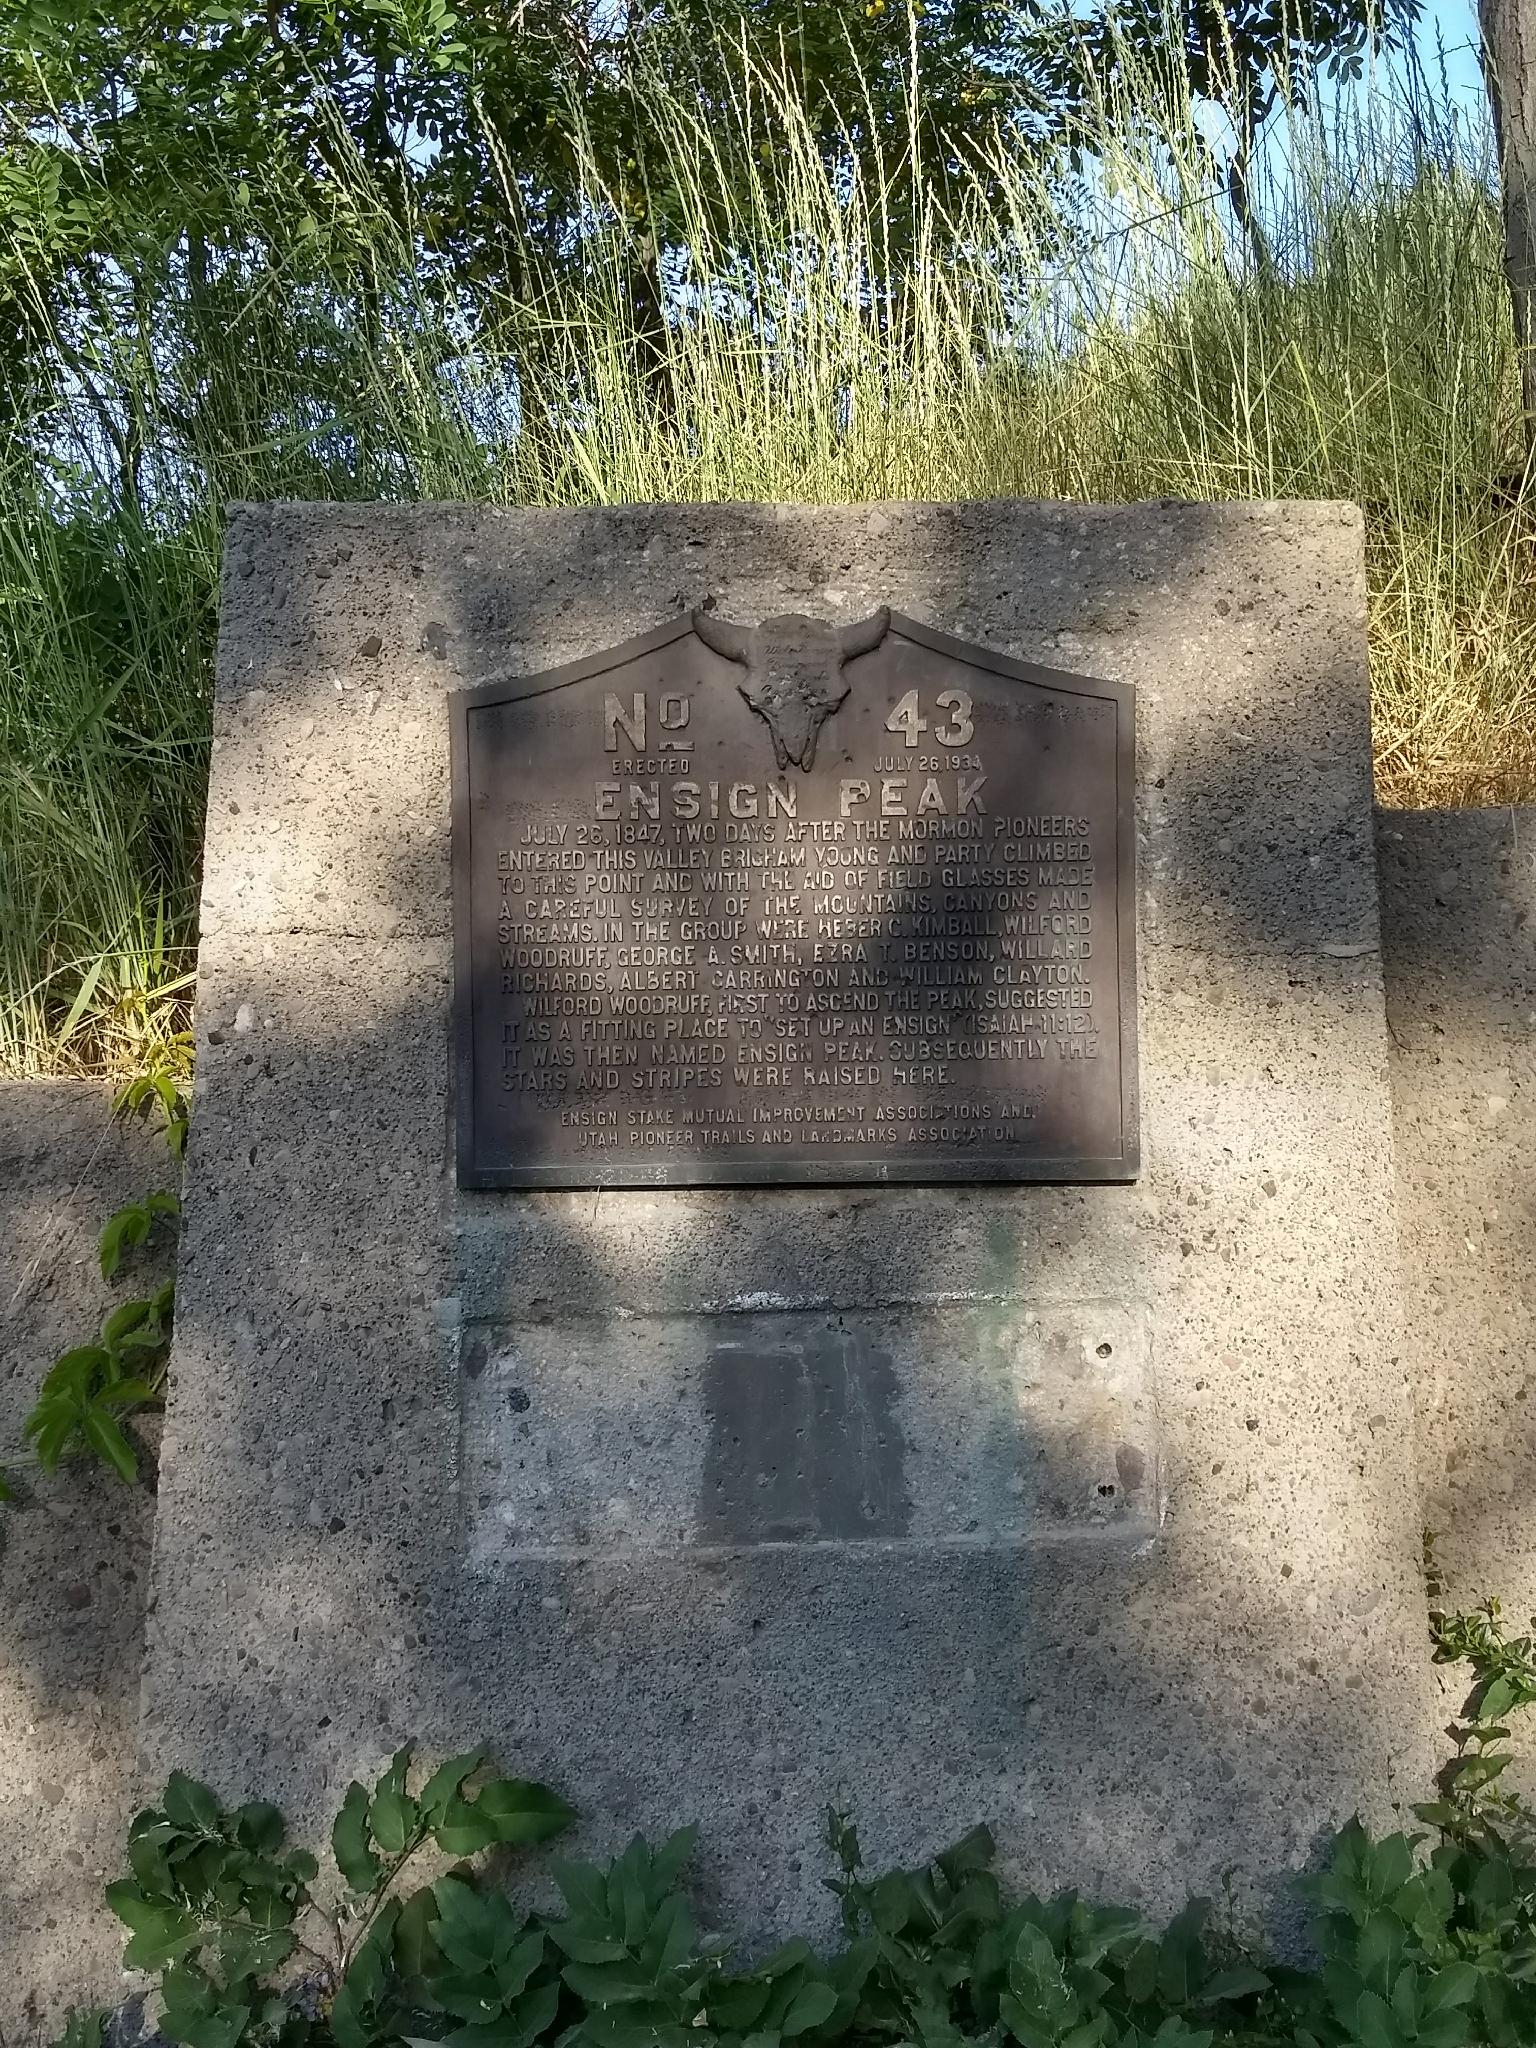 No 43
ERECTED JULY 26, 1934
ENSIGN PEAK
JULY 26, 1847, TWO DAYS AFTER THE MORMON PIONEERS
ENTERED THIS VALLEY BRIGHAM YOUNG AND PARTY CLIMBED
TO THIS POINT AND WITH THE AID OF FIELD GLASSES MADE
A CAREFUL SURVEY OF THE MOUNTAINS, CANYONS AND
STREAMS. IN THE GROUP WERE HEBER C. KIMBALL, WILFORD
WOODRUFF, GEORGE A. SMITH, EZRA T. BENSON, WILLARD
RICHARDS, ALBERT CARRINGTON AND WILLIAM CLAYTON.
WILFORD WOODRUFF, FIRST TO ASCEND THE PEAK, SUGGESTED
IT AS A FITTING PLACE TO "SET UP AN ENSIGN" (ISAIAH 11:12).
IT WAS THEN NAMED ENSIGN PEAK. SUBSEQUENTLY THE
STARS AND STRIPES WERE RAISED HERE.
ENSIGN STAKE MUTUAL IMPROVEMENT ASSOCIATIONS AND
UTAH PIONEER TRAILS AND LANDMARKS ASSOCIATION